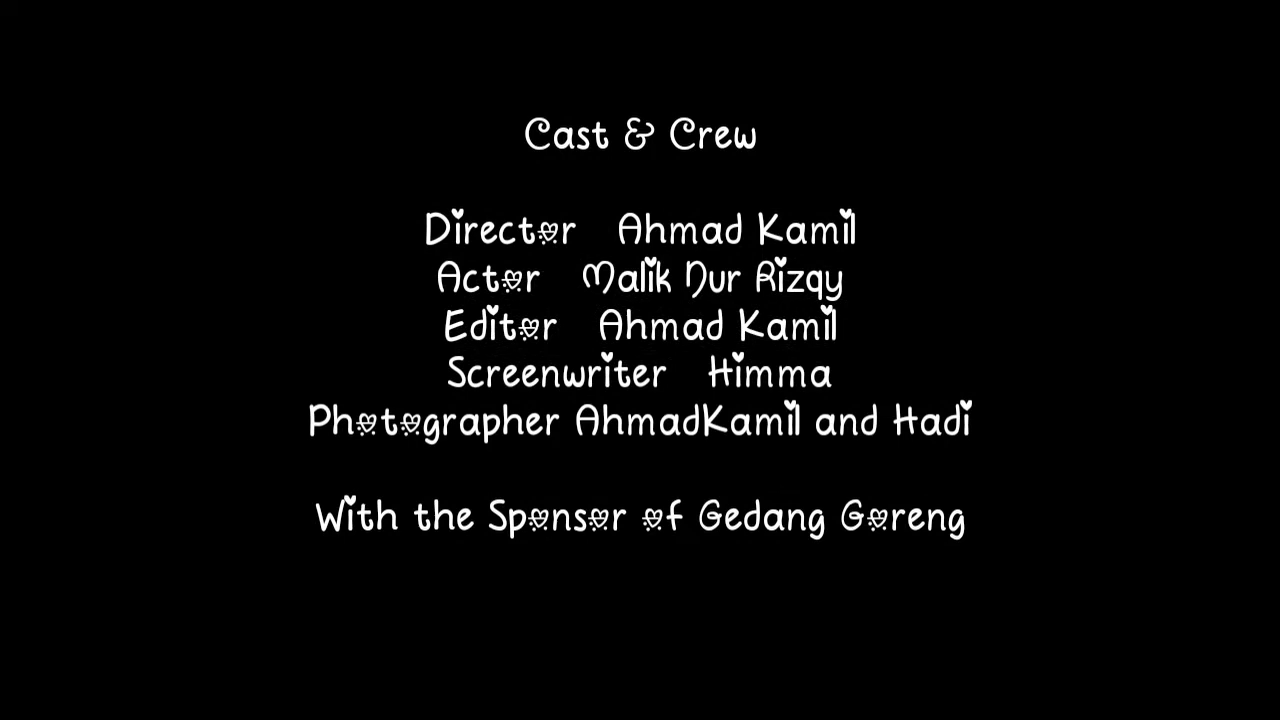 Cast & Crew
Director Ahmad Kamil
Actor Malik Nur Rizqy
Editor Ahmad Kamil
Screenwriter Himma
Photographer AhmadKamil and Hadi
With the Sponsor of Gedang Goreng